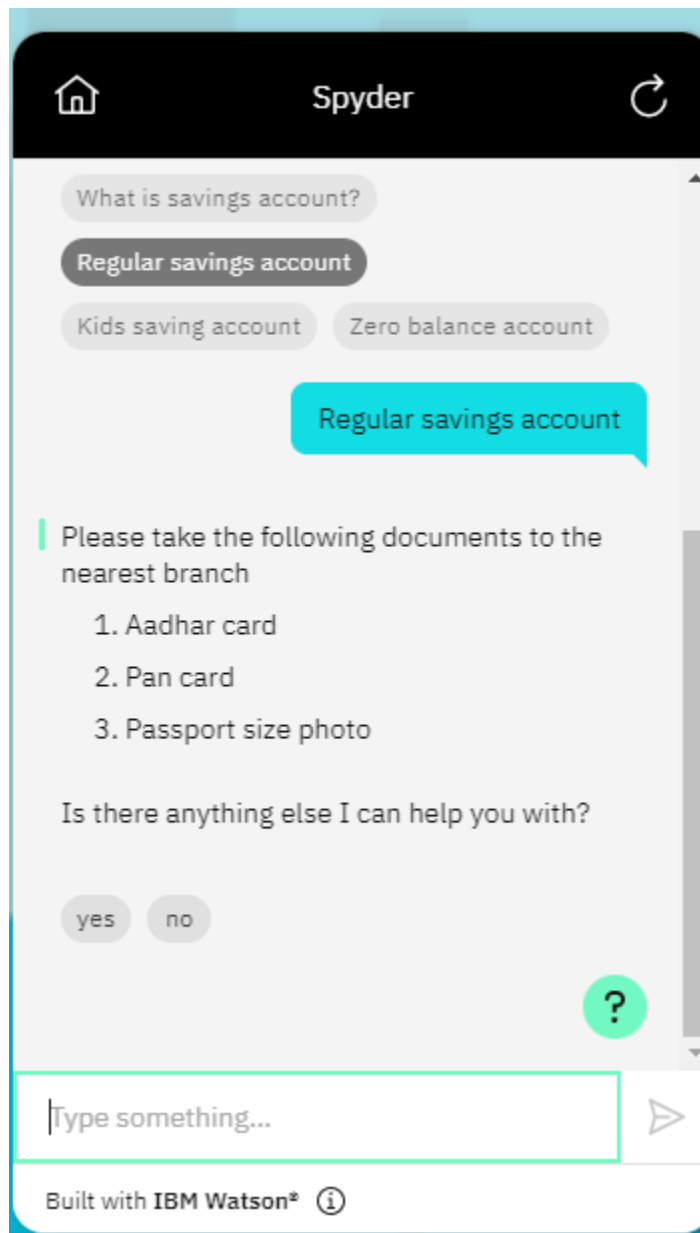 Spyder
What is savings account?
Regular savings account
Kids saving account
Zero balance account
Regular savings account
Please take the following documents to the
nearest branch
1. Aadhar card
2. Pan card
3. Passport size photo
Is there anything else I can help you with?
yes
no
?
Type something...
Built with IBM Watson®